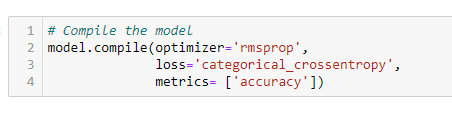 1 # Compile the model
2 model.compile(optimizer='rmsprop',
3               loss='categorical_crossentropy',
4               metrics= ['accuracy'])